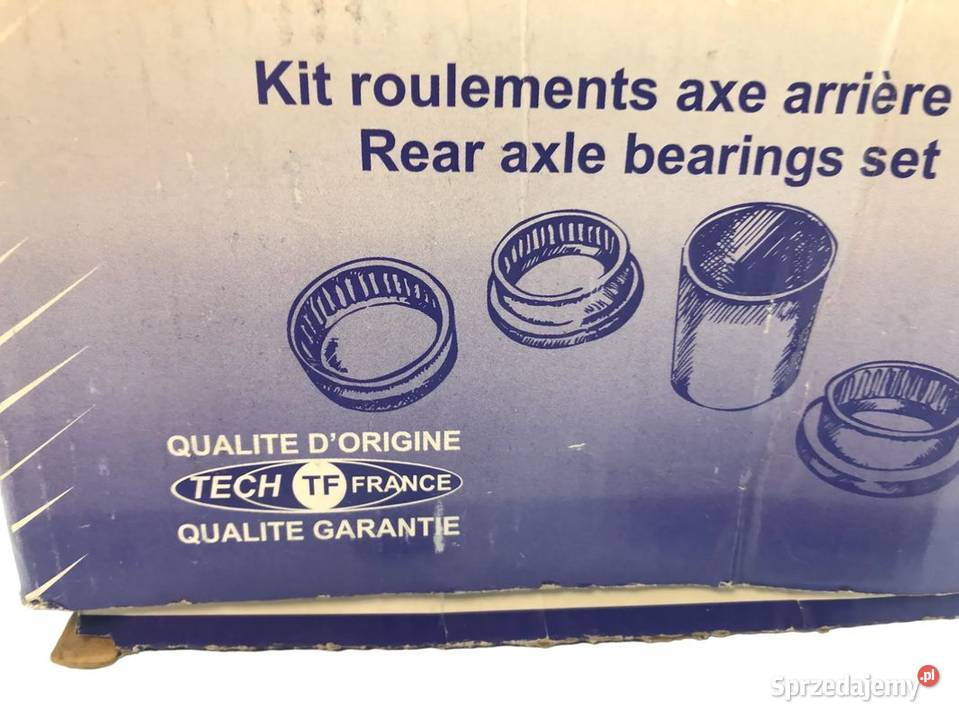 Kit roulements axe arrière
Rear axle bearings set
QUALITE D'ORIGINE
TECH TF FRANCE
QUALITE GARANTIE
Sprzedajemy.pl